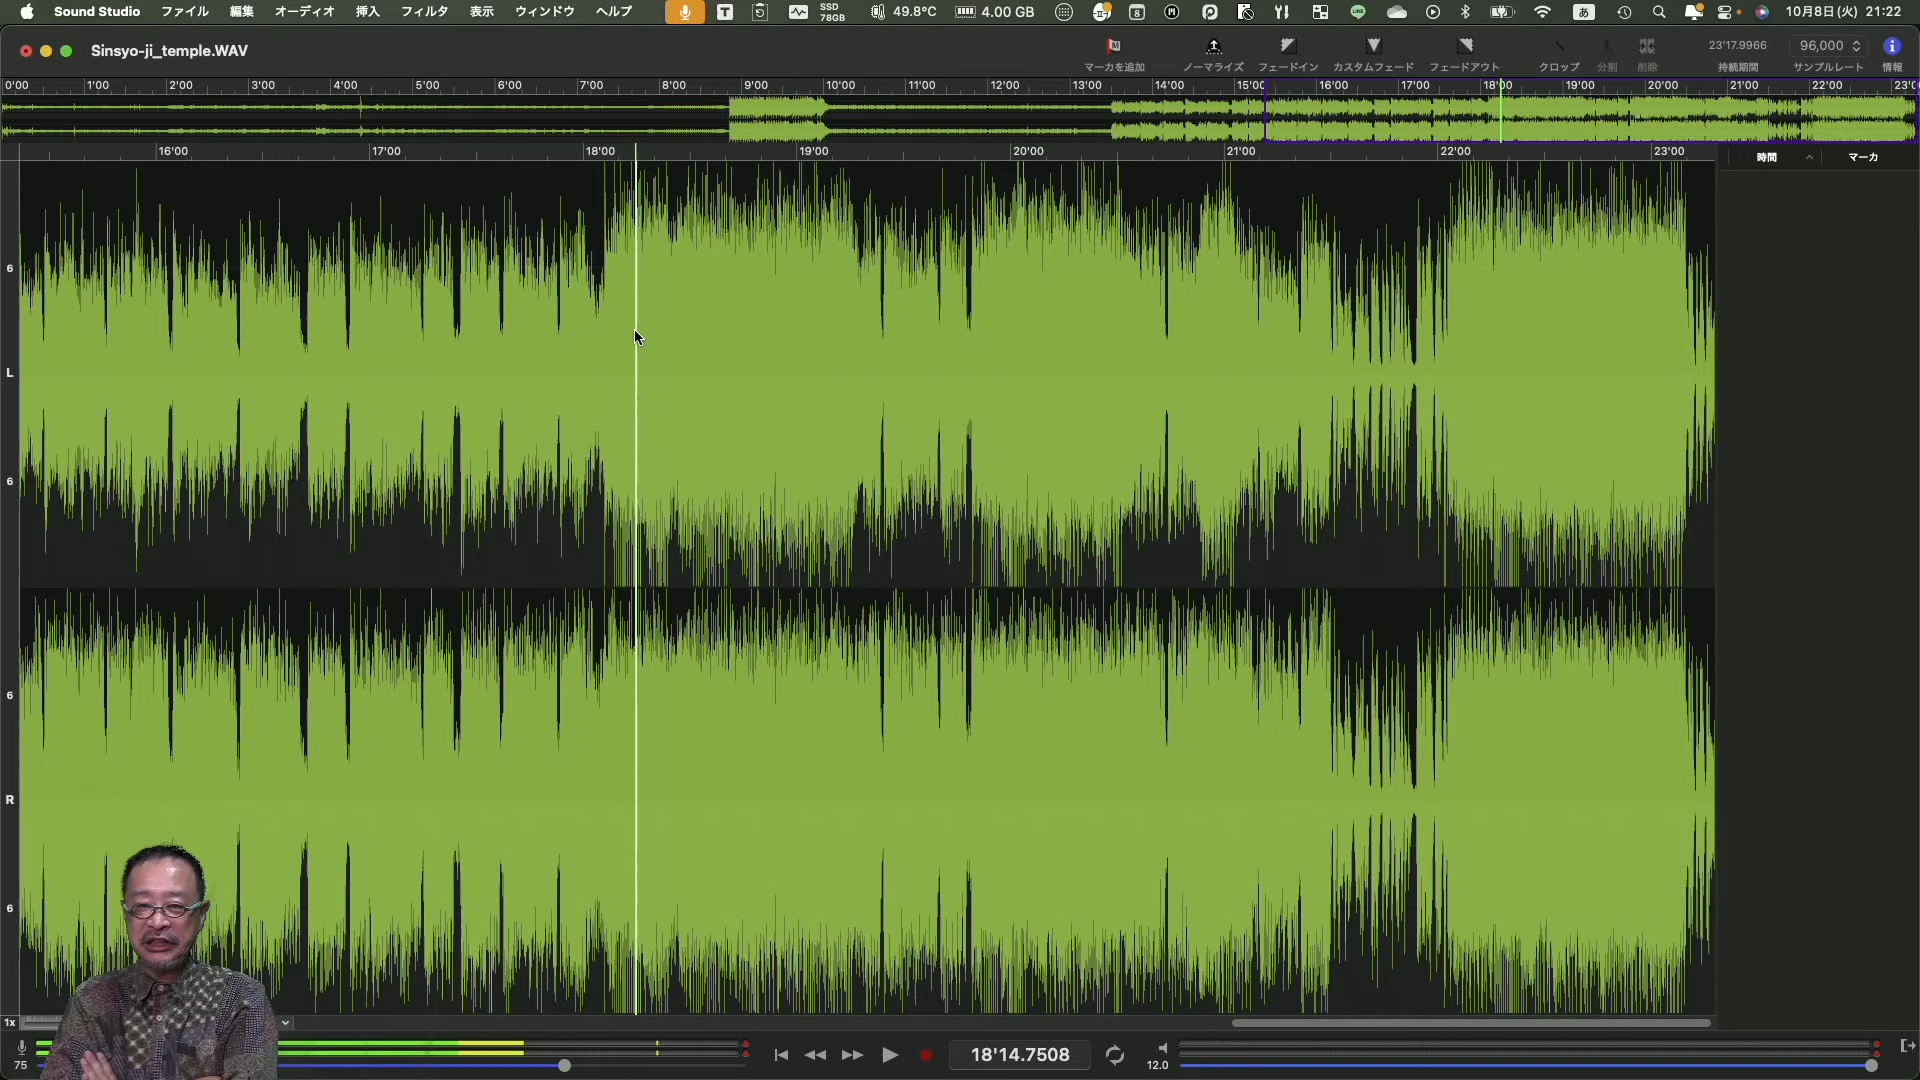 Sound Studio ファイル 編集 オーディオ 挿入 フィルタ 表示 ウィンドウ ヘルプ SSD 78GB 49.8°C 4.00 GB あ 10月8日(火) 21:22
Sinsyo-ji_temple.WAV
マーカを追加 ノーマライズ フェードイン カスタムフェード フェードアウト クロップ 分割 削除 23'17.9966 持続期間 96,000 サンプルレート 情報
0'00 1'00 2'00 3'00 4'00 5'00 6'00 7'00 8'00 9'00 10'00 11'00 12'00 13'00 14'00 15'00 16'00 17'00 18'00 19'00 20'00 21'00 22'00 23'0
16'00 17'00 18'00 19'00 20'00 21'00 22'00 23'00
時間 マーカ
6
L
6
6
R
6
1x
75 18'14.7508 12.0